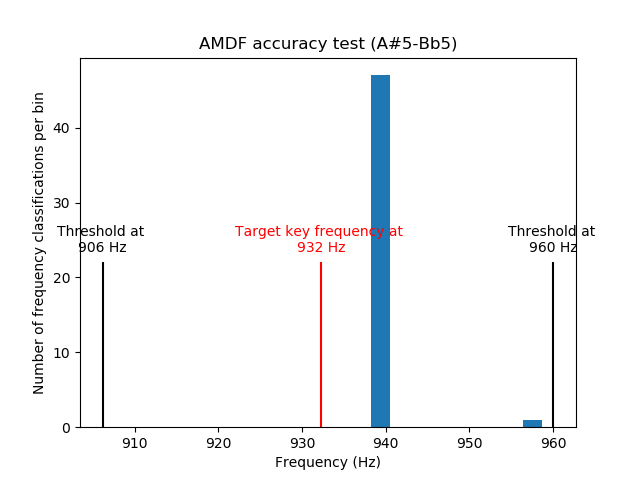 AMDF accuracy test (A#5-Bb5)
Number of frequency classifications per bin
40
30
20
10
0
Threshold at
906 Hz
Target key frequency at
932 Hz
Threshold at
960 Hz
910 920 930 940 950 960
Frequency (Hz)